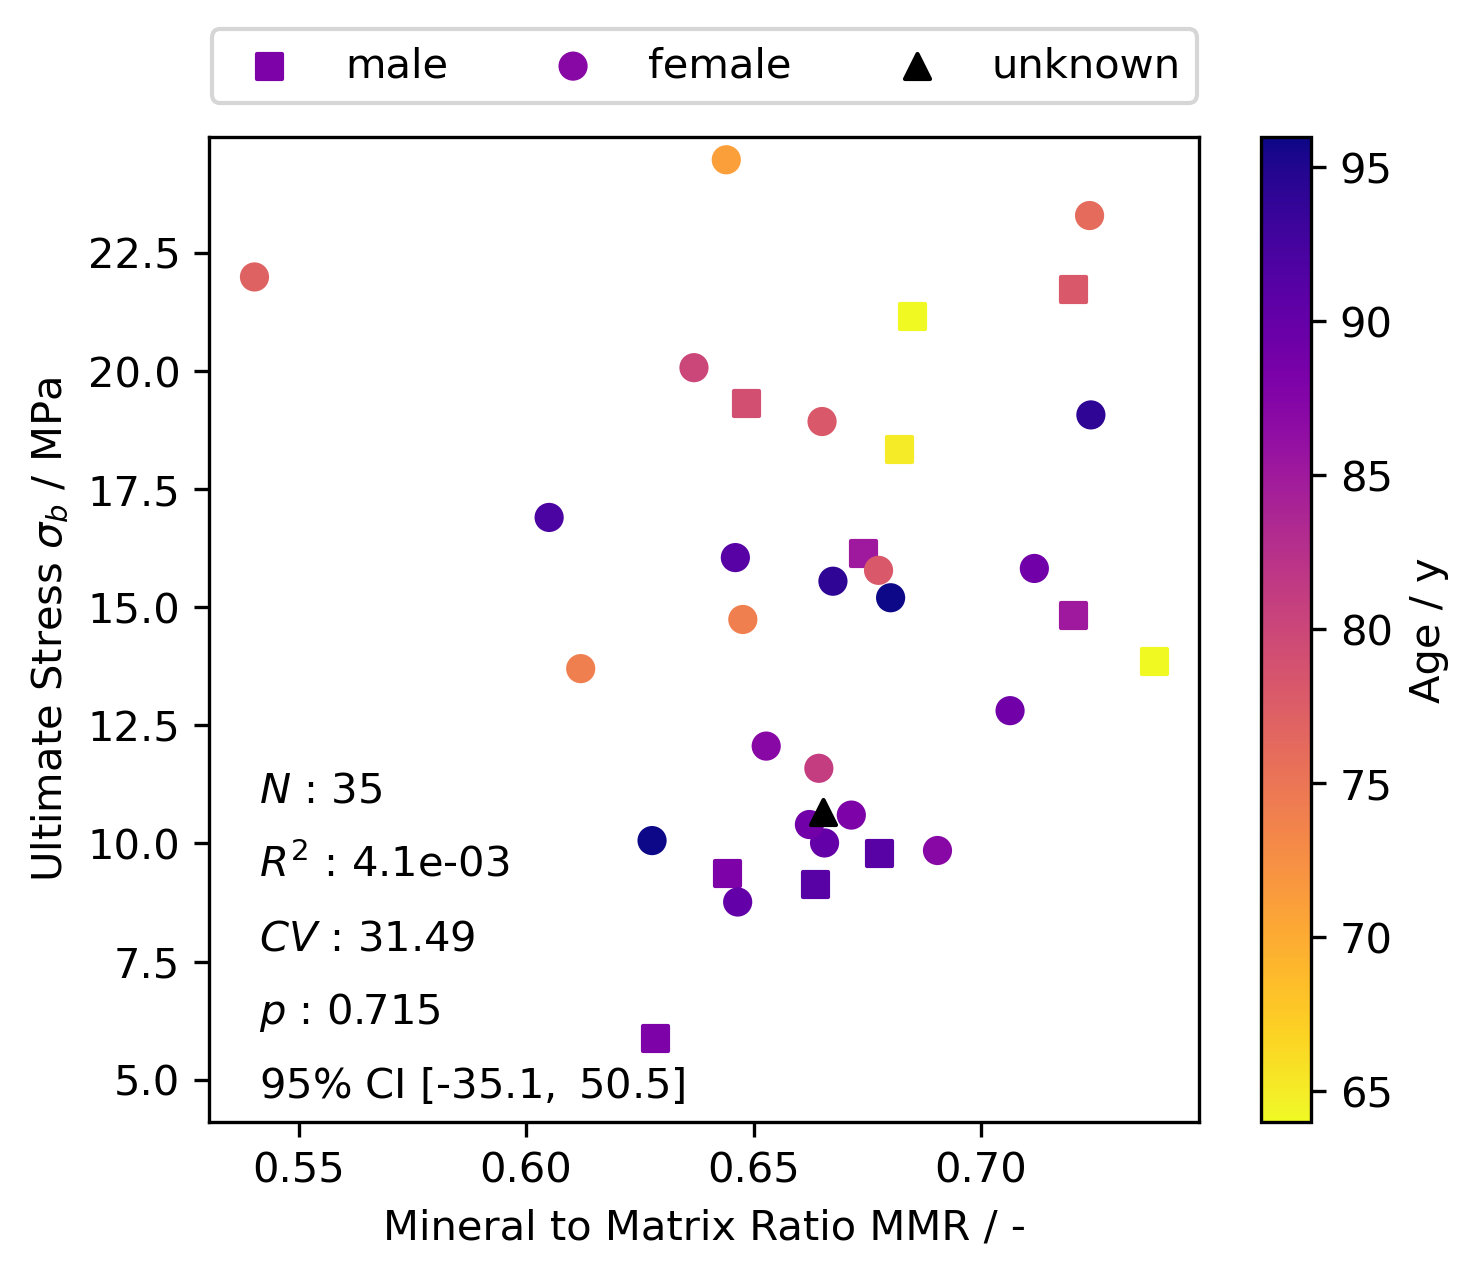 male female unknown
22.5
20.0
17.5
15.0
12.5
10.0
7.5
5.0
Ultimate Stress σb / MPa
N : 35
R² : 4.1e-03
CV : 31.49
p : 0.715
95% CI [-35.1, 50.5]
0.55 0.60 0.65 0.70
Mineral to Matrix Ratio MMR / -
95
90
85
80
75
70
65
Age / y